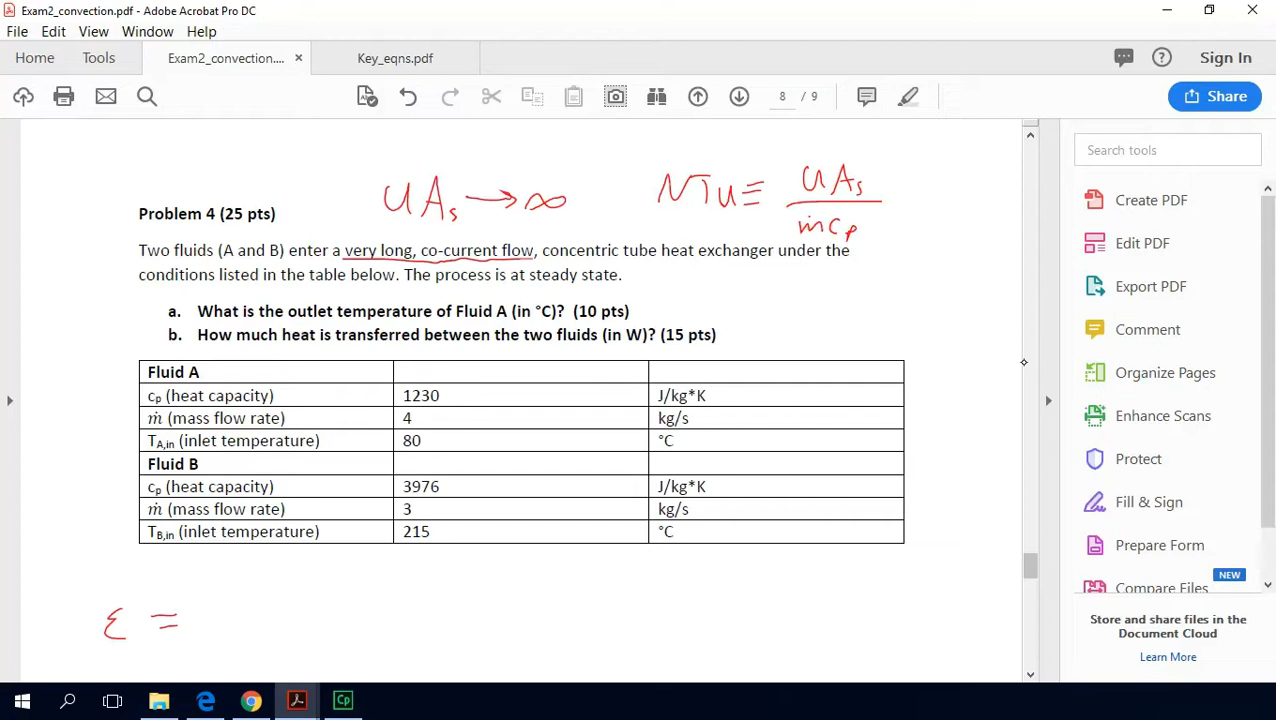 Exam2_convection.pdf - Adobe Acrobat Pro DC
File Edit View Window Help
Home Tools Exam2_convection.... × Key_eqns.pdf ? Sign In
8 / 9 Share
Search tools
UAₛ → ∞ NTU ≡ UAₛ / ṁcₚ
Problem 4 (25 pts)
Two fluids (A and B) enter a very long, co-current flow, concentric tube heat exchanger under the
conditions listed in the table below. The process is at steady state.
a. What is the outlet temperature of Fluid A (in °C)? (10 pts)
b. How much heat is transferred between the two fluids (in W)? (15 pts)
Fluid A
cₚ (heat capacity) 1230 J/kg*K
ṁ (mass flow rate) 4 kg/s
T_A,in (inlet temperature) 80 °C
Fluid B
cₚ (heat capacity) 3976 J/kg*K
ṁ (mass flow rate) 3 kg/s
T_B,in (inlet temperature) 215 °C
ε =
Create PDF
Edit PDF
Export PDF
Comment
Organize Pages
Enhance Scans
Protect
Fill & Sign
Prepare Form
NEW
Compare Files
Store and share files in the
Document Cloud
Learn More
Cp